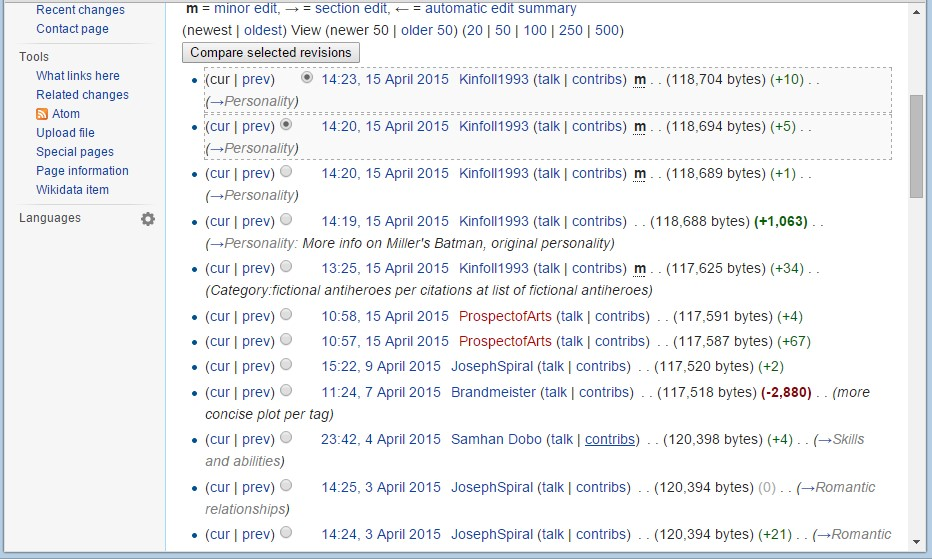 Recent changes
Contact page
Tools
What links here
Related changes
Atom
Upload file
Special pages
Page information
Wikidata item
Languages
m = minor edit, → = section edit, ← = automatic edit summary
(newest | oldest) View (newer 50 | older 50) (20 | 50 | 100 | 250 | 500)
Compare selected revisions
(cur | prev) 14:23, 15 April 2015 Kinfoll1993 (talk | contribs) m . . (118,704 bytes) (+10) . .
(→Personality)
(cur | prev) 14:20, 15 April 2015 Kinfoll1993 (talk | contribs) m . . (118,694 bytes) (+5) . .
(→Personality)
(cur | prev) 14:20, 15 April 2015 Kinfoll1993 (talk | contribs) m . . (118,689 bytes) (+1) . .
(→Personality)
(cur | prev) 14:19, 15 April 2015 Kinfoll1993 (talk | contribs) . . (118,688 bytes) (+1,063) . .
(→Personality: More info on Miller's Batman, original personality)
(cur | prev) 13:25, 15 April 2015 Kinfoll1993 (talk | contribs) m . . (117,625 bytes) (+34) . .
(Category:fictional antiheroes per citations at list of fictional antiheroes)
(cur | prev) 10:58, 15 April 2015 ProspectofArts (talk | contribs) . . (117,591 bytes) (+4)
(cur | prev) 10:57, 15 April 2015 ProspectofArts (talk | contribs) . . (117,587 bytes) (+67)
(cur | prev) 15:22, 9 April 2015 JosephSpiral (talk | contribs) . . (117,520 bytes) (+2)
(cur | prev) 11:24, 7 April 2015 Brandmeister (talk | contribs) . . (117,518 bytes) (-2,880) . . (more
concise plot per tag)
(cur | prev) 23:42, 4 April 2015 Samhan Dobo (talk | contribs) . . (120,398 bytes) (+4) . . (→Skills
and abilities)
(cur | prev) 14:25, 3 April 2015 JosephSpiral (talk | contribs) . . (120,394 bytes) (0) . . (→Romantic
relationships)
(cur | prev) 14:24, 3 April 2015 JosephSpiral (talk | contribs) . . (120,394 bytes) (+21) . . (→Romantic